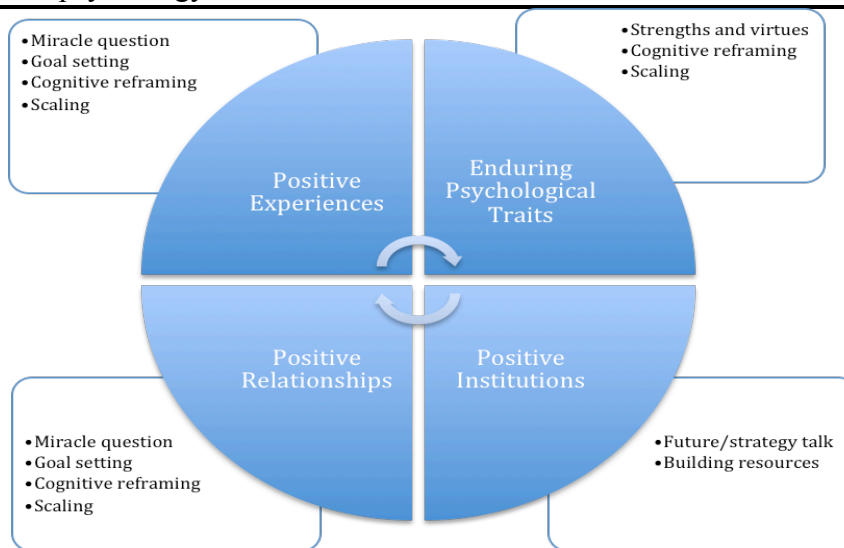 •Miracle question
•Goal setting
•Cognitive reframing
•Scaling
•Strengths and virtues
•Cognitive reframing
•Scaling
Positive
Experiences
Enduring
Psychological
Traits
Positive
Relationships
Positive
Institutions
•Miracle question
•Goal setting
•Cognitive reframing
•Scaling
•Future/strategy talk
•Building resources